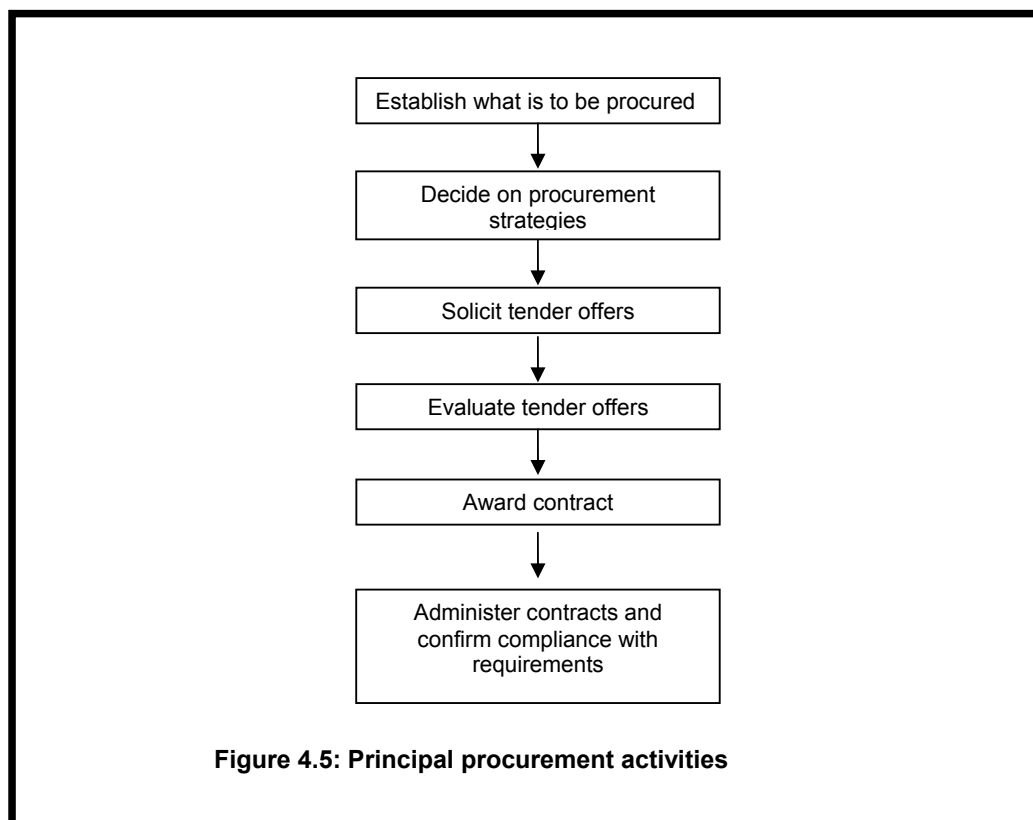 Establish what is to be procured
Decide on procurement
strategies
Solicit tender offers
Evaluate tender offers
Award contract
Administer contracts and
confirm compliance with
requirements
Figure 4.5: Principal procurement activities